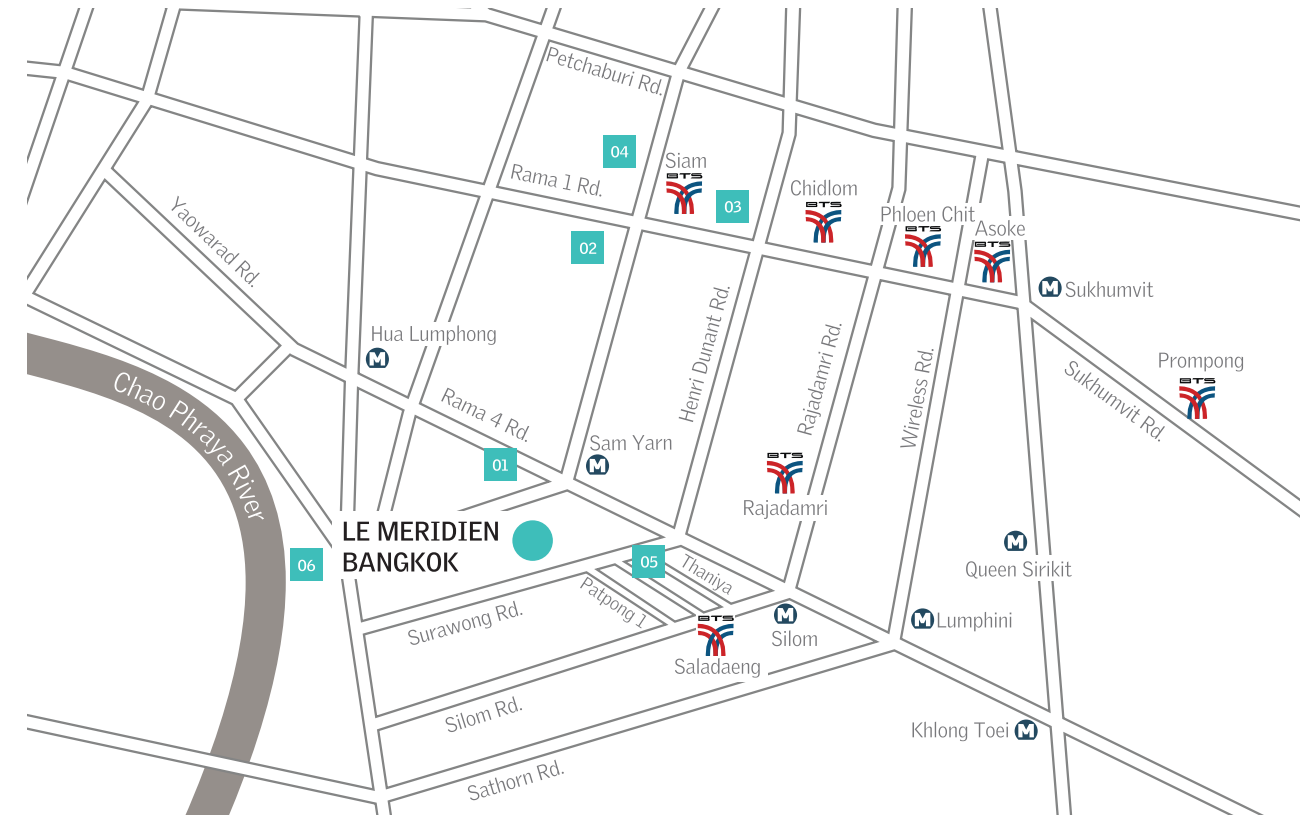 Petchaburi Rd.
04
Siam
BTS
Rama 1 Rd.
03
Chidlom
BTS
Phloen Chit
BTS
Asoke
BTS
02
Yaowarad Rd.
M
Sukhumvit
Hua Lumphong
M
Henri Dunant Rd.
Rajadamri Rd.
Wireless Rd.
Sukhumvit Rd.
Prompong
BTS
Chao Phraya River
Rama 4 Rd.
Sam Yarn
M
01
BTS
Rajadamri
LE MERIDIEN
BANGKOK
06
05
Thaniya
Patpong 1
M
Queen Sirikit
Surawong Rd.
BTS
Saladaeng
M
Silom
M
Lumphini
Silom Rd.
Khlong Toei
M
Sathorn Rd.